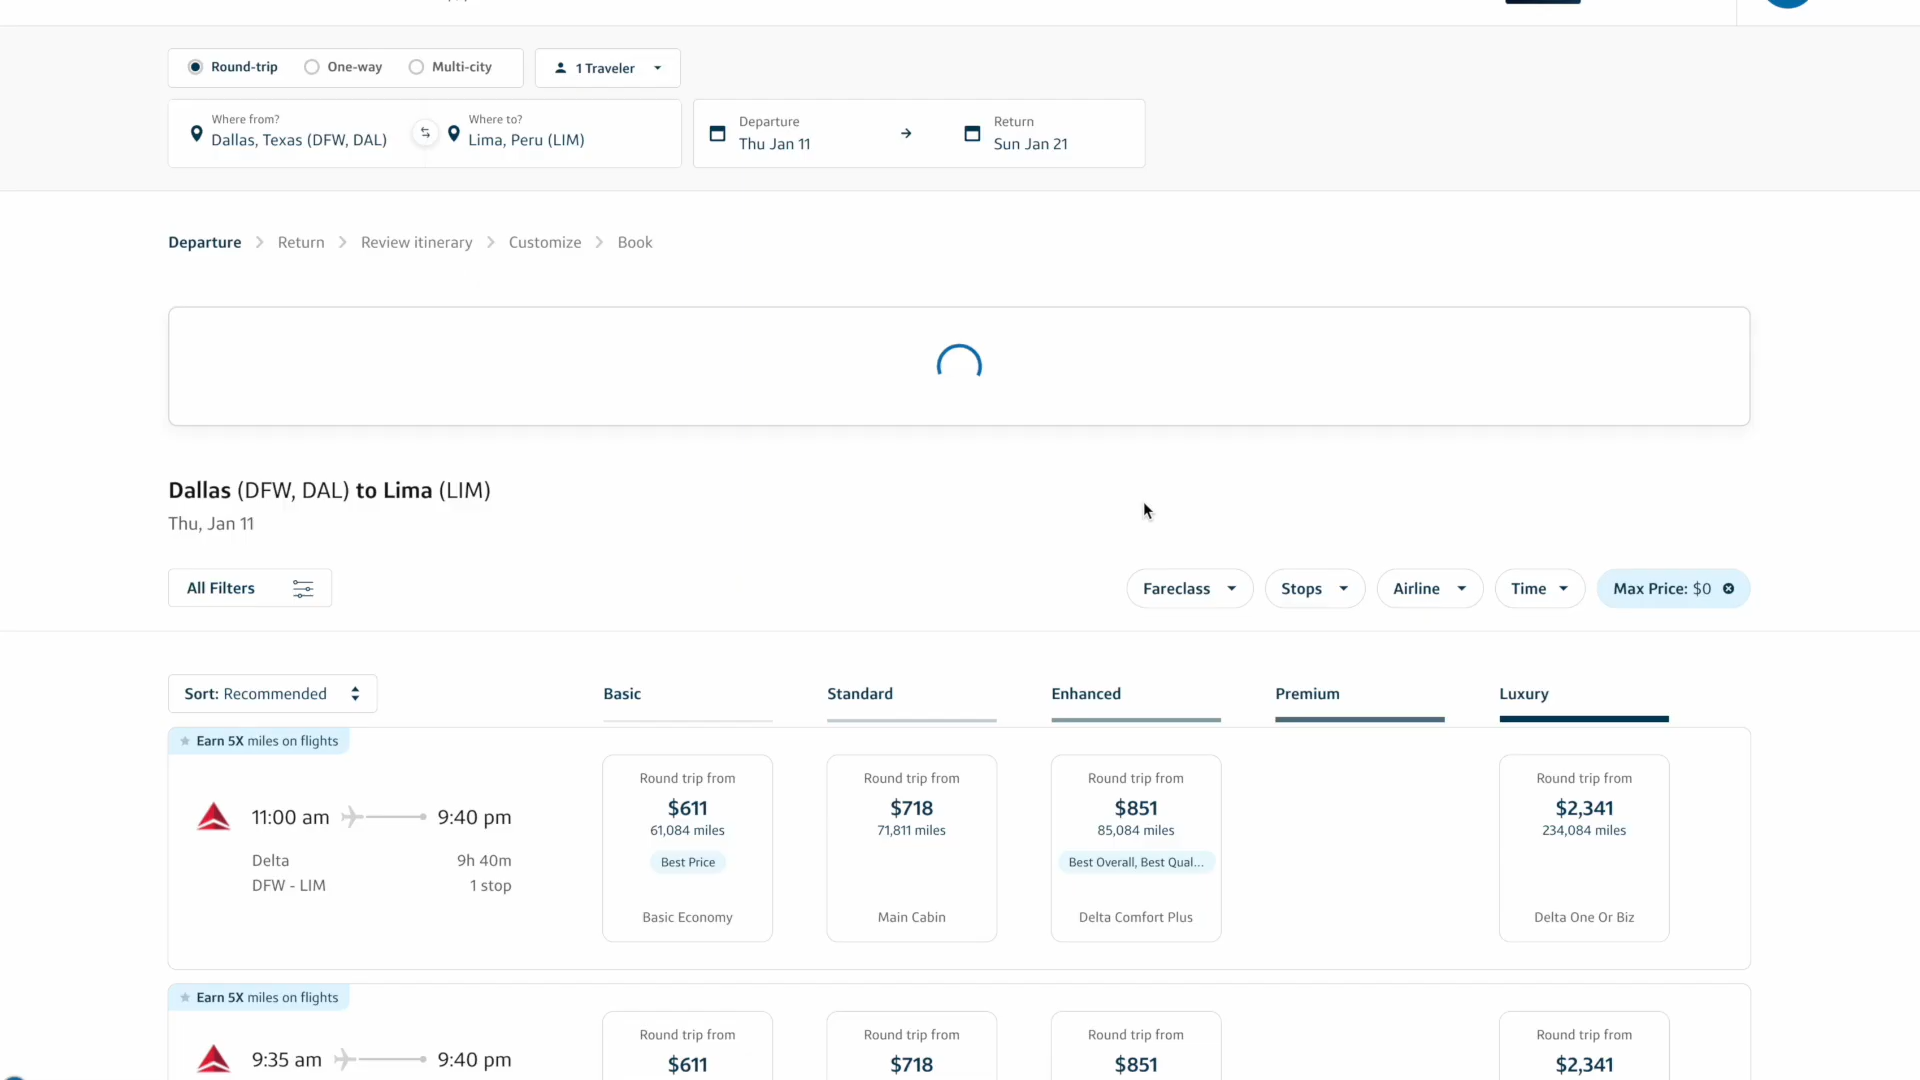 Round-trip One-way Multi-city 1 Traveler
Where from? Where to? Departure Return
Dallas, Texas (DFW, DAL) Lima, Peru (LIM) Thu Jan 11 Sun Jan 21
Departure Return Review itinerary Customize Book
Dallas (DFW, DAL) to Lima (LIM)
Thu, Jan 11
All Filters Fareclass Stops Airline Time Max Price: $0
Sort: Recommended Basic Standard Enhanced Premium Luxury
Earn 5X miles on flights
Round trip from Round trip from Round trip from Round trip from
11:00 am 9:40 pm $611 $718 $851 $2,341
61,084 miles 71,811 miles 85,084 miles 234,084 miles
Delta 9h 40m Best Price Best Overall, Best Qual...
DFW - LIM 1 stop
Basic Economy Main Cabin Delta Comfort Plus Delta One Or Biz
Earn 5X miles on flights
Round trip from Round trip from Round trip from Round trip from
9:35 am 9:40 pm $611 $718 $851 $2,341